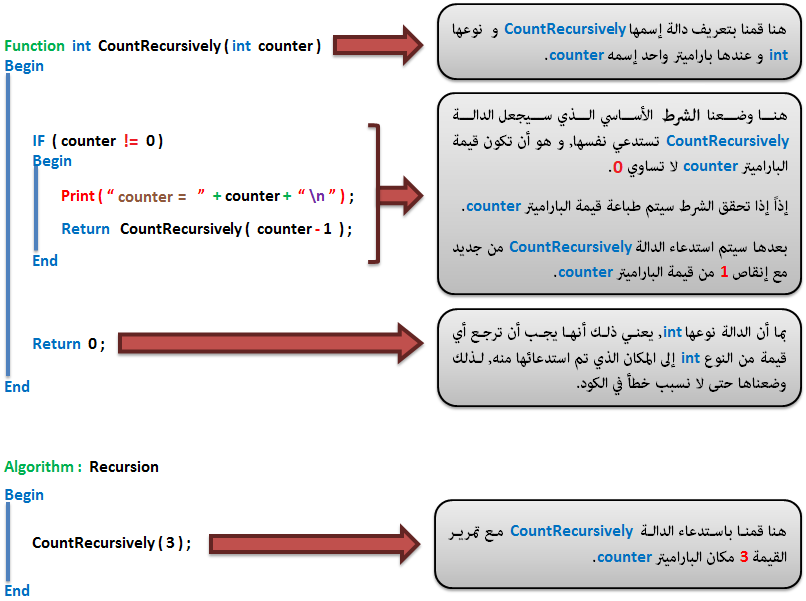 Function int CountRecursively ( int counter )
Begin
IF ( counter != 0 )
Begin
Print ( “ counter = ” + counter + “ \n ” ) ;
Return CountRecursively ( counter - 1 ) ;
End
Return 0 ;
End
هنا قمنا بتعريف دالة إسمها CountRecursively و نوعها
int و عندها باراميتر واحد إسمه counter.
هنــا وضــعنا الشرط الأساسي الــذي ســيجعل الدالــة
CountRecursively تستدعي نفسها, و هو أن تكون قيمة
الباراميتر counter لا تساوي 0.
إذاً إذا تحقق الشرط سيتم طباعة قيمة الباراميتر counter.
بعدها سيتم استدعاء الدالة CountRecursively من جديد
مع إنقاص 1 من قيمة الباراميتر counter.
بما أن الدالة نوعها int, يعني ذلك أنها يجب أن ترجع أي
قيمة من النوع int إلى المكان الذي تم استدعائها منه, لذلك
وضعناها حتى لا نسبب خطأ في الكود.
Algorithm : Recursion
Begin
CountRecursively ( 3 ) ;
End
هنا قمنا باستدعاء الدالة CountRecursively مع تمرير
القيمة 3 مكان الباراميتر counter.